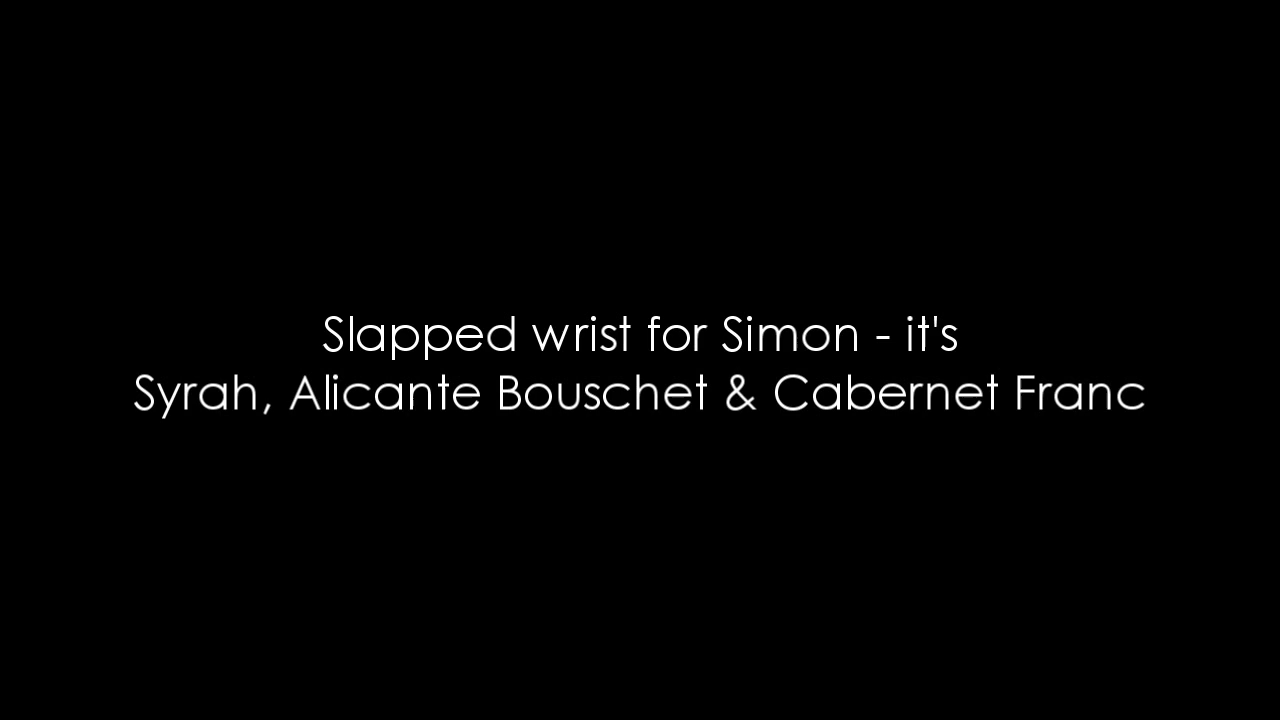 Slapped wrist for Simon - it's
Syrah, Alicante Bouschet & Cabernet Franc